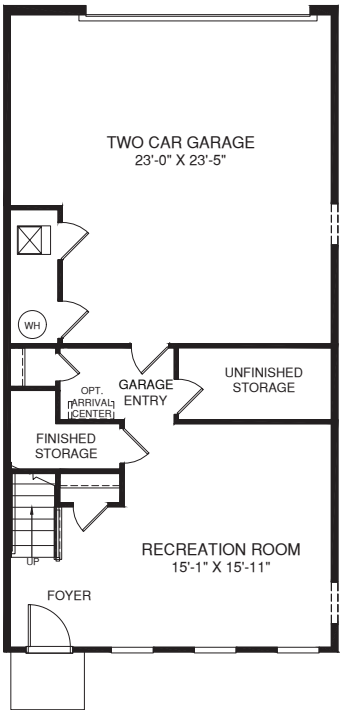 TWO CAR GARAGE
23'-0" X 23'-5"
WH
GARAGE
ENTRY
UNFINISHED
STORAGE
OPT.
ARRIVAL
CENTER
FINISHED
STORAGE
RECREATION ROOM
15'-1" X 15'-11"
UP
FOYER